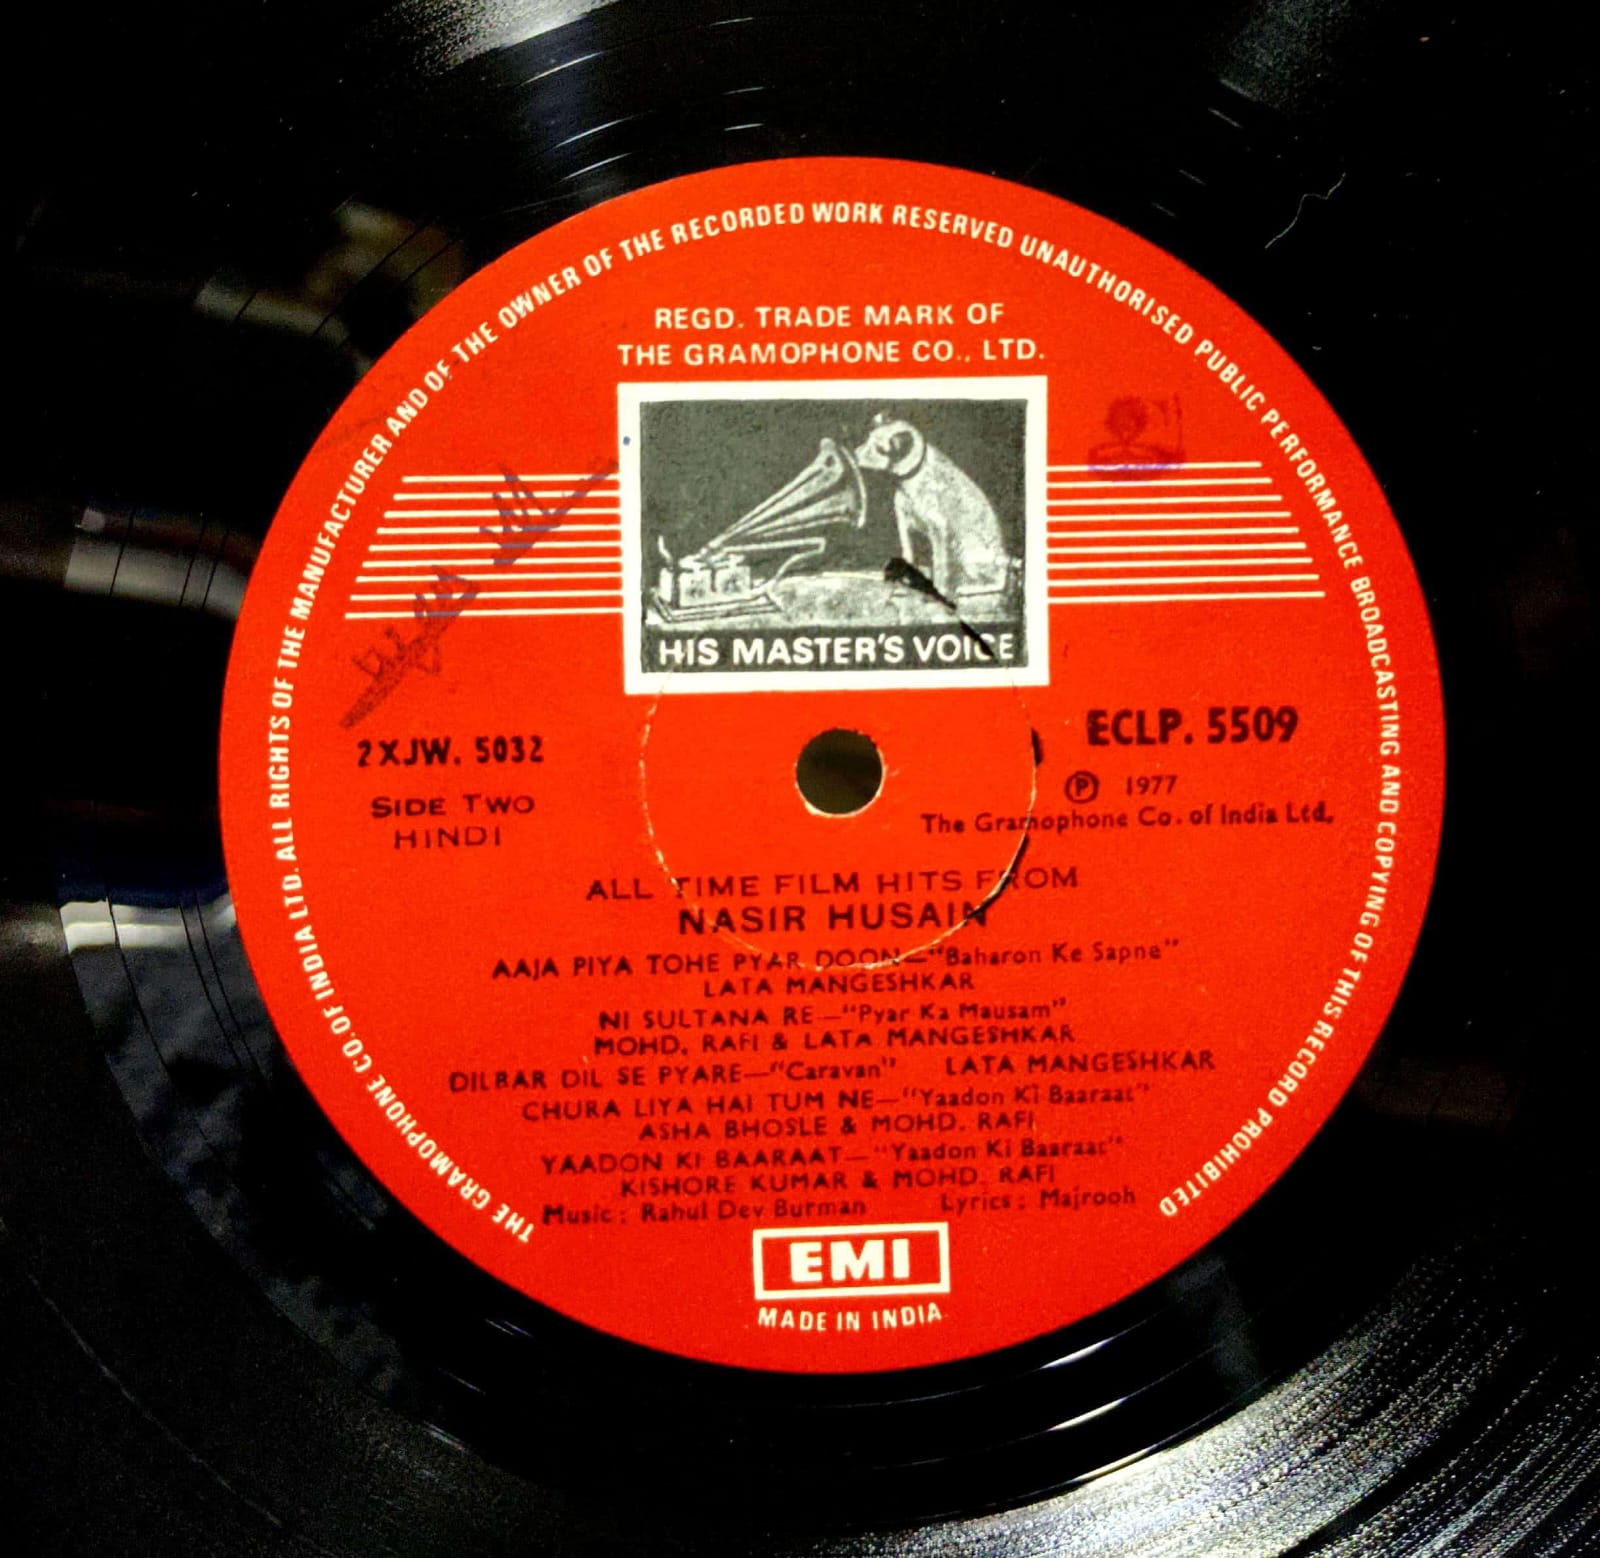 THE GRAMOPHONE CO. OF INDIA LTD. ALL RIGHTS OF THE MANUFACTURER AND OF THE OWNER OF THE RECORDED WORK RESERVED UNAUTHORISED PUBLIC PERFORMANCE BROADCASTING AND COPYING OF THIS RECORD PROHIBITED
REGD. TRADE MARK OF
THE GRAMOPHONE CO., LTD.
HIS MASTER'S VOICE
2XJW. 5032
SIDE TWO
HINDI
ECLP. 5509
Ⓟ 1977
The Gramophone Co. of India Ltd.
ALL TIME FILM HITS FROM
NASIR HUSAIN
AAJA PIYA TOHE PYAR DOON—"Baharon Ke Sapne"
LATA MANGESHKAR
NI SULTANA RE—"Pyar Ka Mausam"
MOHD. RAFI & LATA MANGESHKAR
DILBAR DIL SE PYARE—"Caravan" LATA MANGESHKAR
CHURA LIYA HAI TUM NE—"Yaadon Ki Baaraat"
ASHA BHOSLE & MOHD. RAFI
YAADON KI BAARAAT—"Yaadon Ki Baaraat"
KISHORE KUMAR & MOHD. RAFI
Music : Rahul Dev Burman Lyrics : Majrooh
EMI
MADE IN INDIA